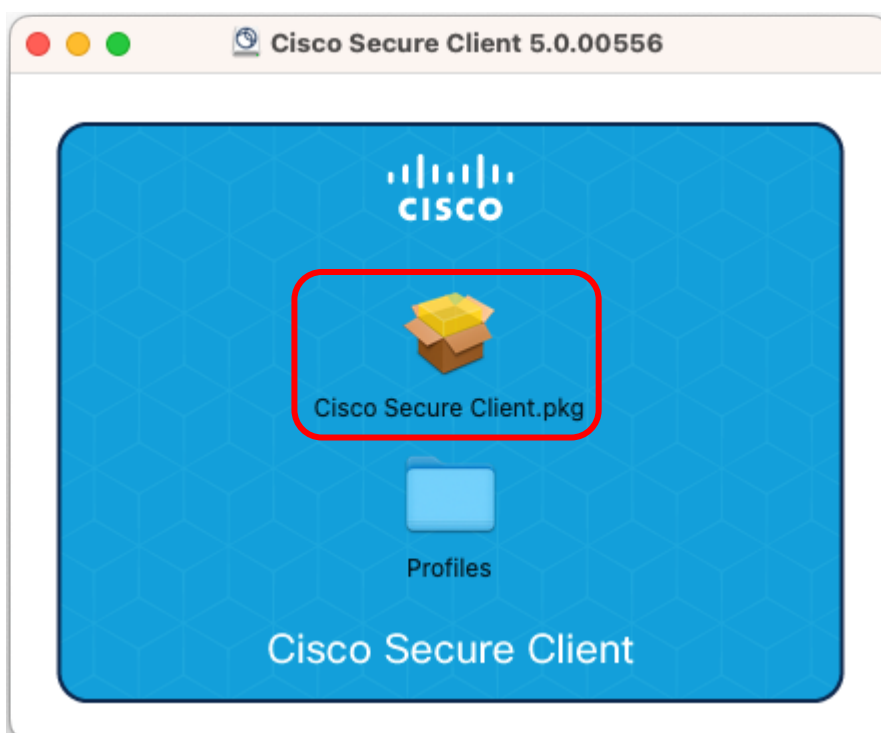 Cisco Secure Client 5.0.00556
CISCO
Cisco Secure Client.pkg
Profiles
Cisco Secure Client